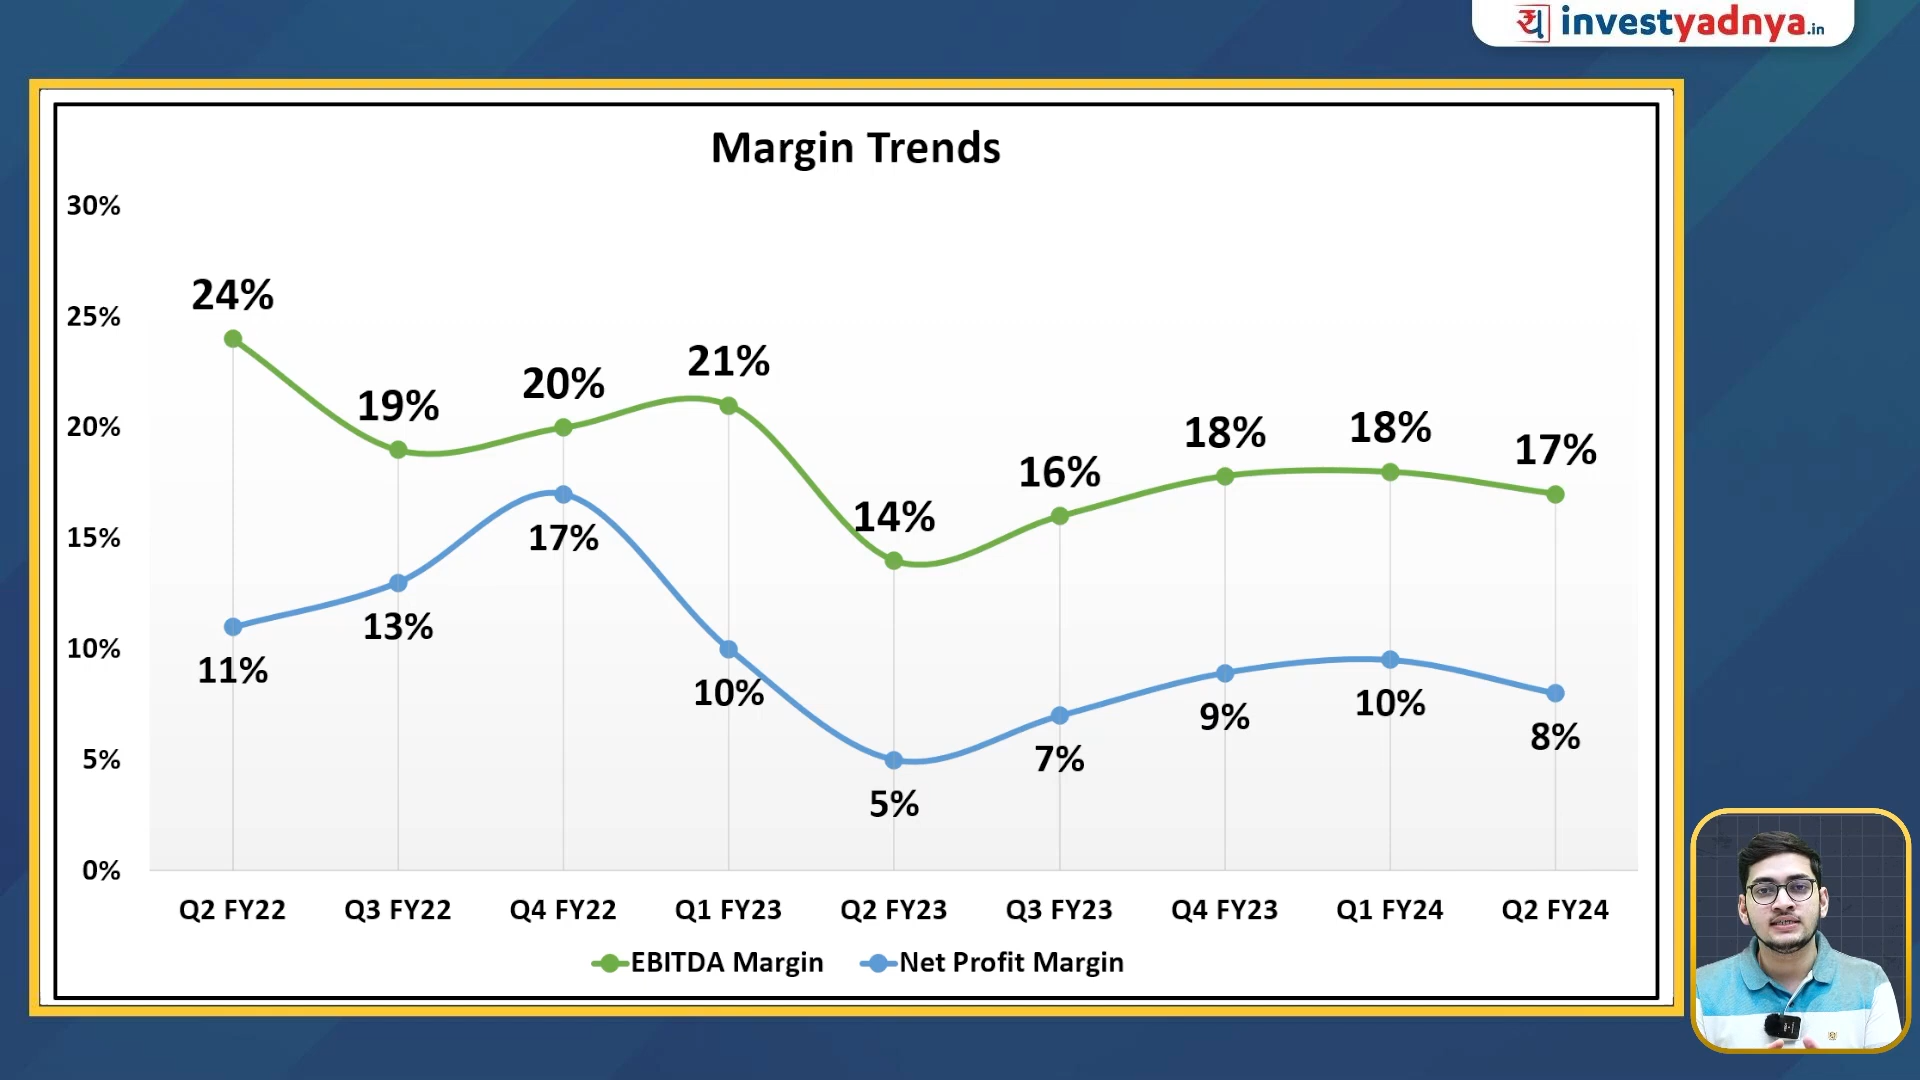 य investyadnya.in
Margin Trends
30%
25%
20%
15%
10%
5%
0%
24%
19%
20%
21%
14%
16%
18%
18%
17%
11%
13%
17%
10%
5%
7%
9%
10%
8%
Q2 FY22
Q3 FY22
Q4 FY22
Q1 FY23
Q2 FY23
Q3 FY23
Q4 FY23
Q1 FY24
Q2 FY24
EBITDA Margin
Net Profit Margin